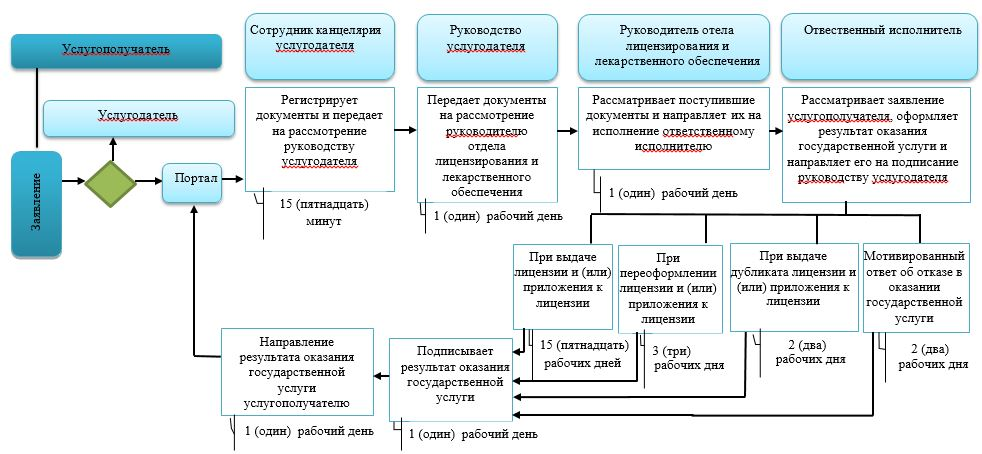 Услугополучатель
Сотрудник канцелярия
услугодателя
Руководство
услугодателя
Руководитель отела
лицензирования и
лекарственного обеспечения
Отвественный исполнитель
Услугодатель
Заявление
Портал
Регистрирует
документы и передает
на рассмотрение
руководству
услугодателя
15 (пятнадцать)
минут
Передает документы
на рассмотрение
руководителю
отдела
лицензирования и
лекарственного
обеспечения
1 (один) рабочий день
Рассматривает поступившие
документы и направляет их на
исполнение ответственному
исполнителю
1 (один) рабочий день
Рассматривает заявление
услугополучателя, оформляет
результат оказания
государственной услуги и
направляет его на подписание
руководству услугодателя
При выдаче
лицензии и (или)
приложения к
лицензии
15 (пятнадцать)
рабочих дней
При
переоформлении
лицензии и (или)
приложения к
лицензии
3 (три)
рабочих дня
При выдаче
дубликата лицензии и
(или) приложения к
лицензии
2 (два)
рабочих дня
Мотивированный
ответ об отказе в
оказании
государственной
услуги
2 (два)
рабочих дня
Подписывает
результат оказания
государственной
услуги
1 (один) рабочий день
Направление
результата оказания
государственной
услуги
услугополучателю
1 (один) рабочий день